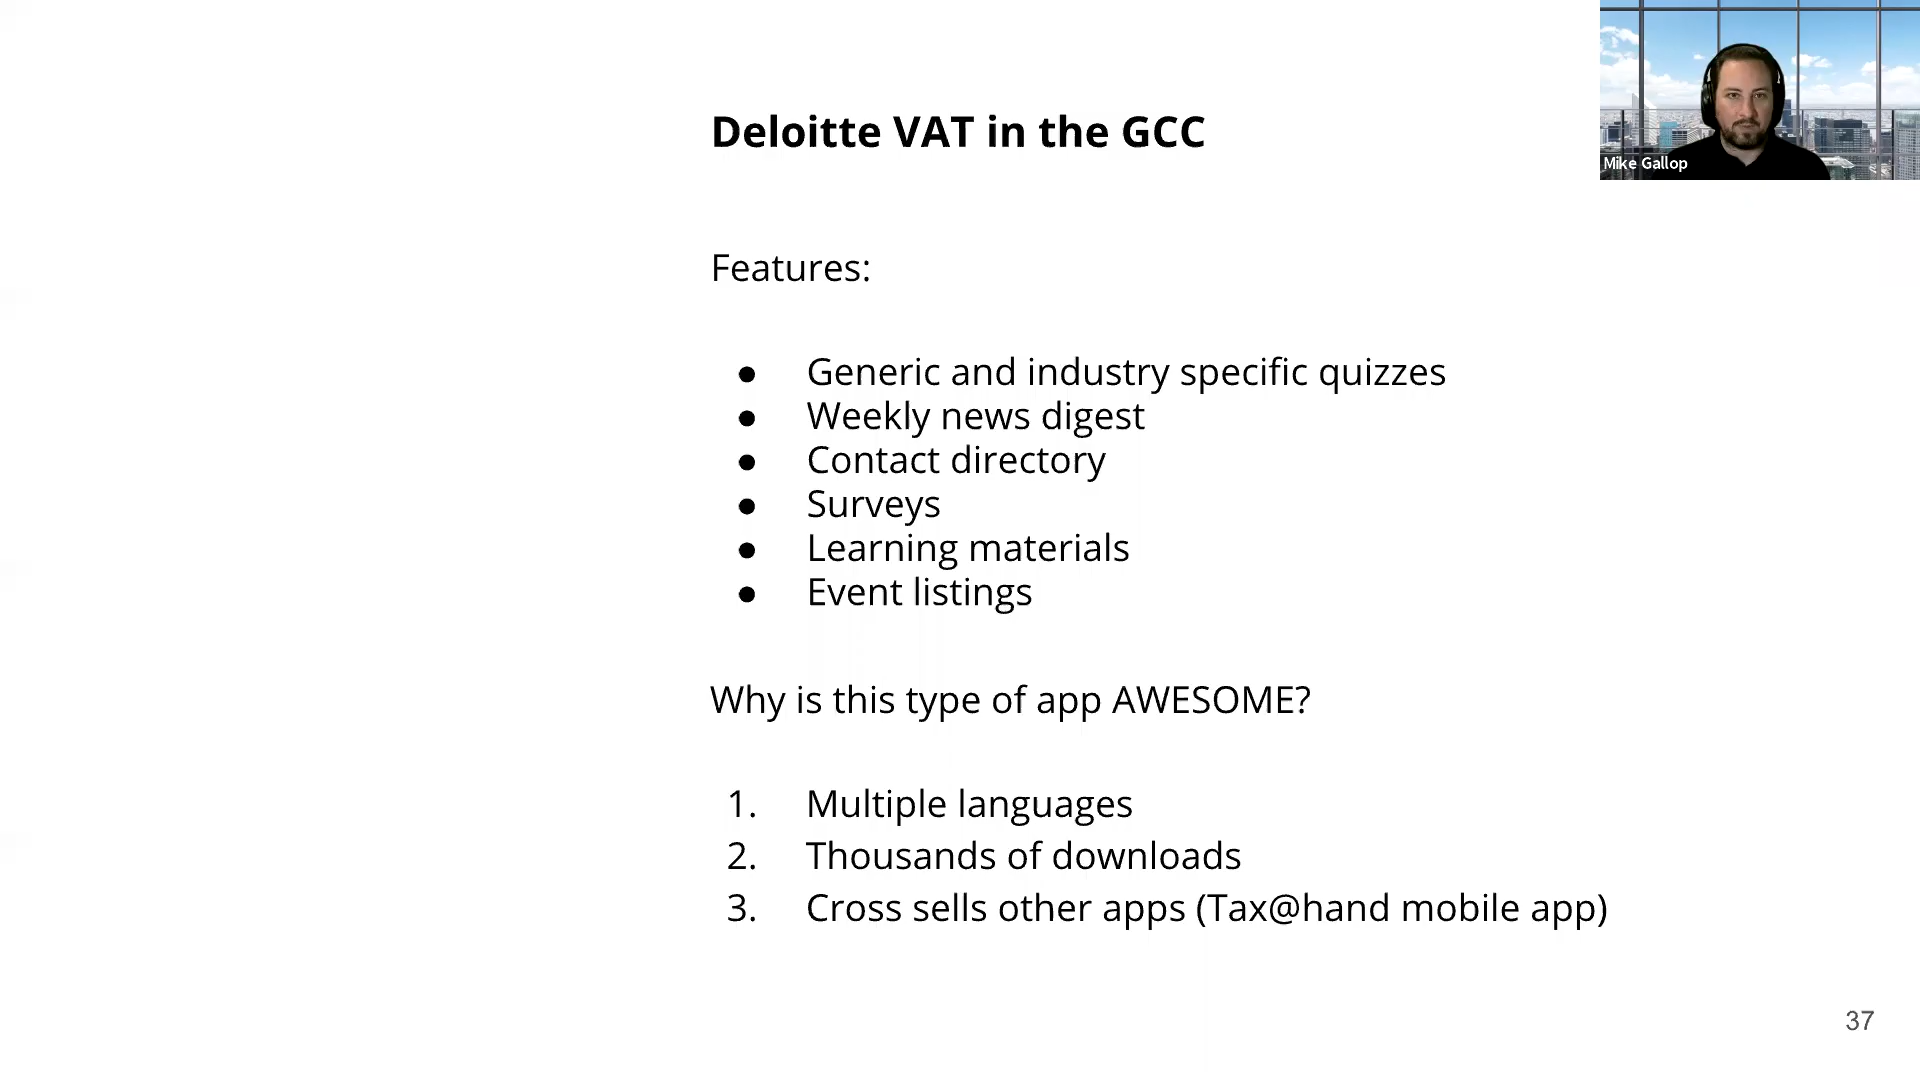 Deloitte VAT in the GCC
Mike Gallop
Features:
● Generic and industry specific quizzes
● Weekly news digest
● Contact directory
● Surveys
● Learning materials
● Event listings
Why is this type of app AWESOME?
1. Multiple languages
2. Thousands of downloads
3. Cross sells other apps (Tax@hand mobile app)
37